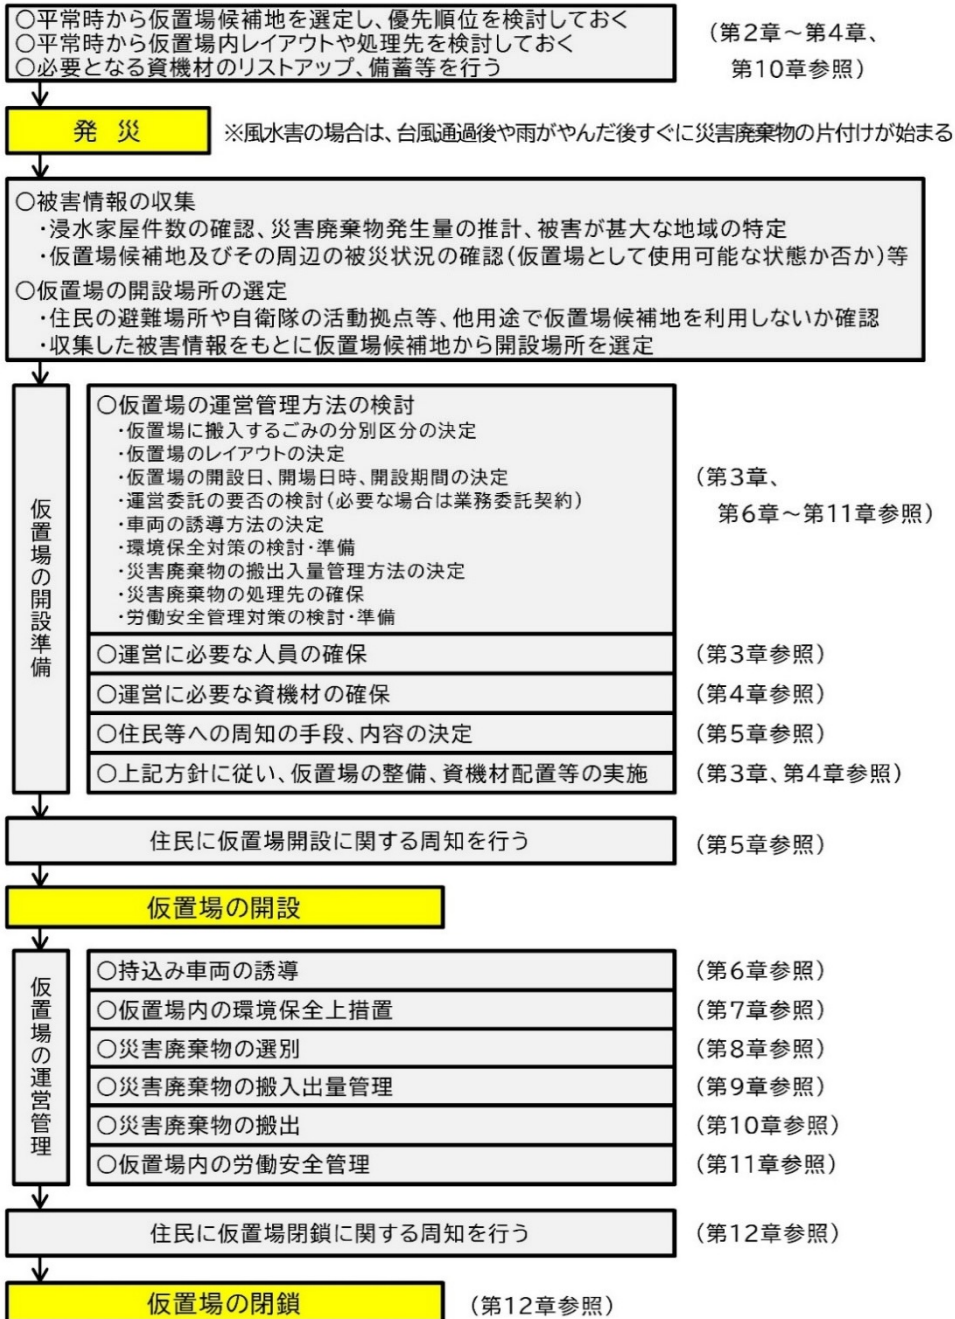 ○平常時から仮置場候補地を選定し、優先順位を検討しておく
○平常時から仮置場内レイアウトや処理先を検討しておく
○必要となる資機材のリストアップ、備蓄等を行う
(第2章～第4章、
第10章参照)
発 災
※風水害の場合は、台風通過後や雨がやんだ後すぐに災害廃棄物の片付けが始まる
○被害情報の収集
・浸水家屋件数の確認、災害廃棄物発生量の推計、被害が甚大な地域の特定
・仮置場候補地及びその周辺の被災状況の確認(仮置場として使用可能な状態か否か)等
○仮置場の開設場所の選定
・住民の避難場所や自衛隊の活動拠点等、他用途で仮置場候補地を利用しないか確認
・収集した被害情報をもとに仮置場候補地から開設場所を選定
仮置場の開設準備
○仮置場の運営管理方法の検討
・仮置場に搬入するごみの分別区分の決定
・仮置場のレイアウトの決定
・仮置場の開設日、開場日時、開設期間の決定
・運営委託の要否の検討(必要な場合は業務委託契約)
・車両の誘導方法の決定
・環境保全対策の検討・準備
・災害廃棄物の搬出入量管理方法の決定
・災害廃棄物の処理先の確保
・労働安全管理対策の検討・準備
(第3章、
第6章～第11章参照)
○運営に必要な人員の確保
(第3章参照)
○運営に必要な資機材の確保
(第4章参照)
○住民等への周知の手段、内容の決定
(第5章参照)
○上記方針に従い、仮置場の整備、資機材配置等の実施
(第3章、第4章参照)
住民に仮置場開設に関する周知を行う
(第5章参照)
仮置場の開設
仮置場の運営管理
○持込み車両の誘導
(第6章参照)
○仮置場内の環境保全上措置
(第7章参照)
○災害廃棄物の選別
(第8章参照)
○災害廃棄物の搬入出量管理
(第9章参照)
○災害廃棄物の搬出
(第10章参照)
○仮置場内の労働安全管理
(第11章参照)
住民に仮置場閉鎖に関する周知を行う
(第12章参照)
仮置場の閉鎖
(第12章参照)